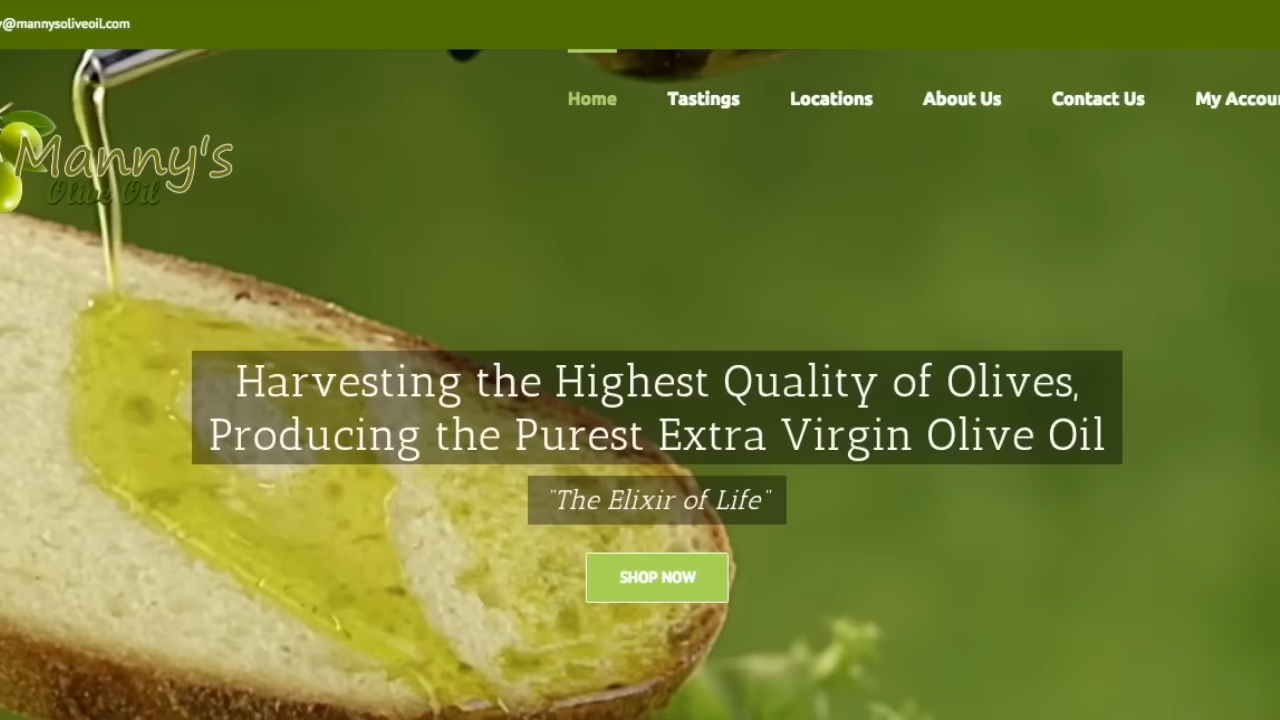 @mannysoliveoil.com
Home Tastings Locations About Us Contact Us My
Manny's
Olive Oil
Harvesting the Highest Quality of Olives,
Producing the Purest Extra Virgin Olive Oil
"The Elixir of Life"
SHOP NOW